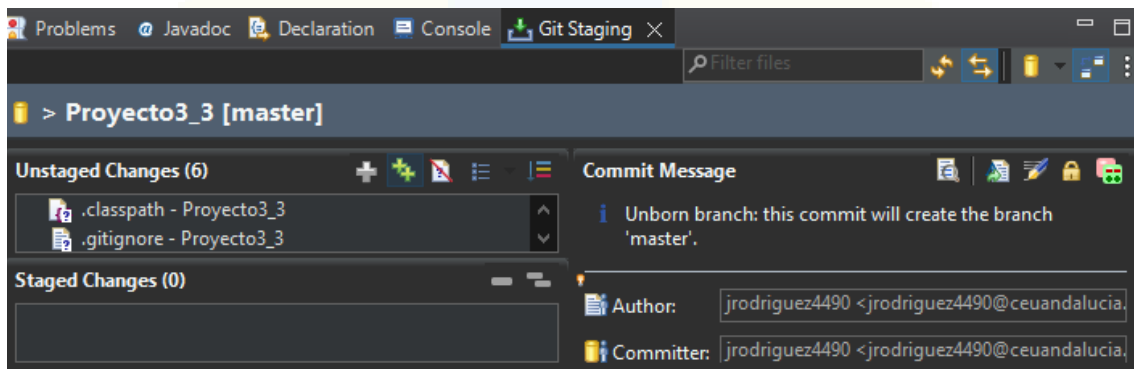 Problems @ Javadoc Declaration Console Git Staging
Filter files
> Proyecto3_3 [master]
Unstaged Changes (6)
.classpath - Proyecto3_3
.gitignore - Proyecto3_3
Staged Changes (0)
Commit Message
Unborn branch: this commit will create the branch
'master'.
Author: jrodriguez4490 <jrodriguez4490@ceuandalucia.
Committer: jrodriguez4490 <jrodriguez4490@ceuandalucia.